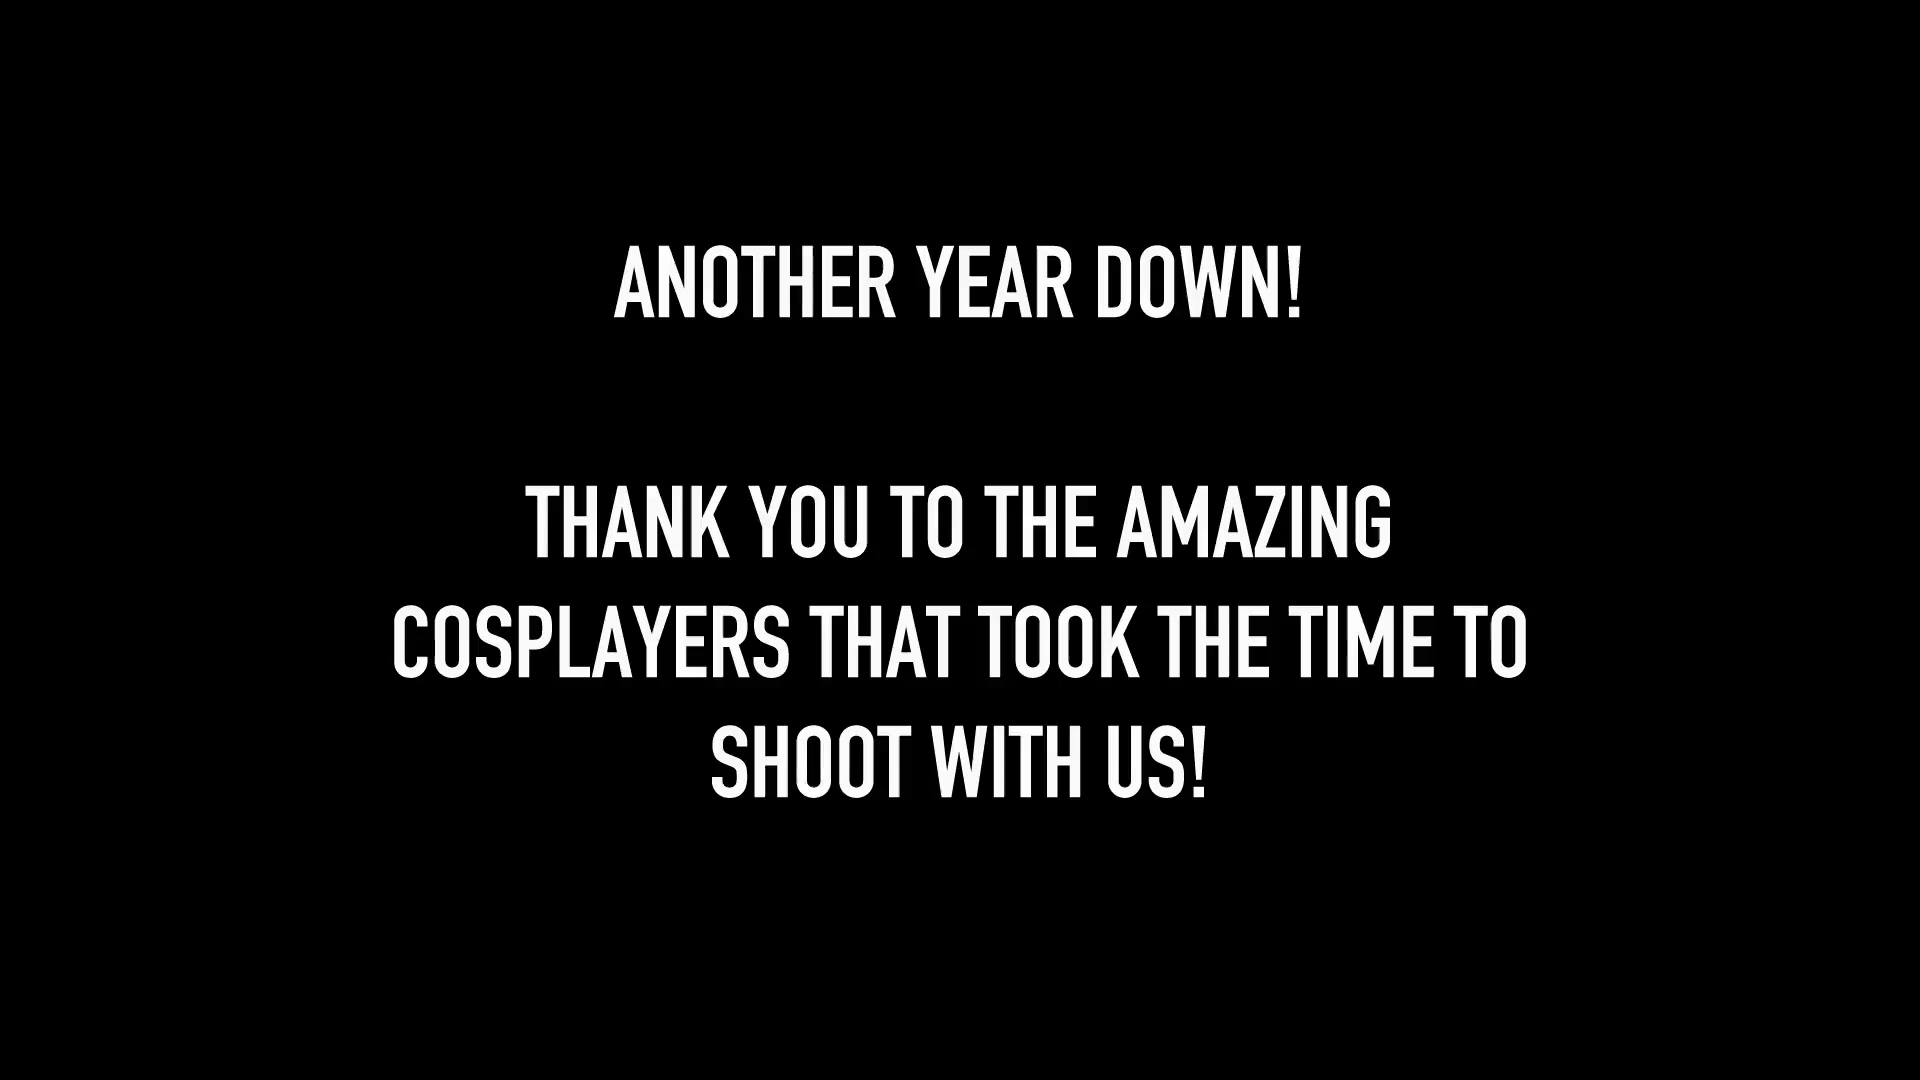 ANOTHER YEAR DOWN!
THANK YOU TO THE AMAZING
COSPLAYERS THAT TOOK THE TIME TO
SHOOT WITH US!